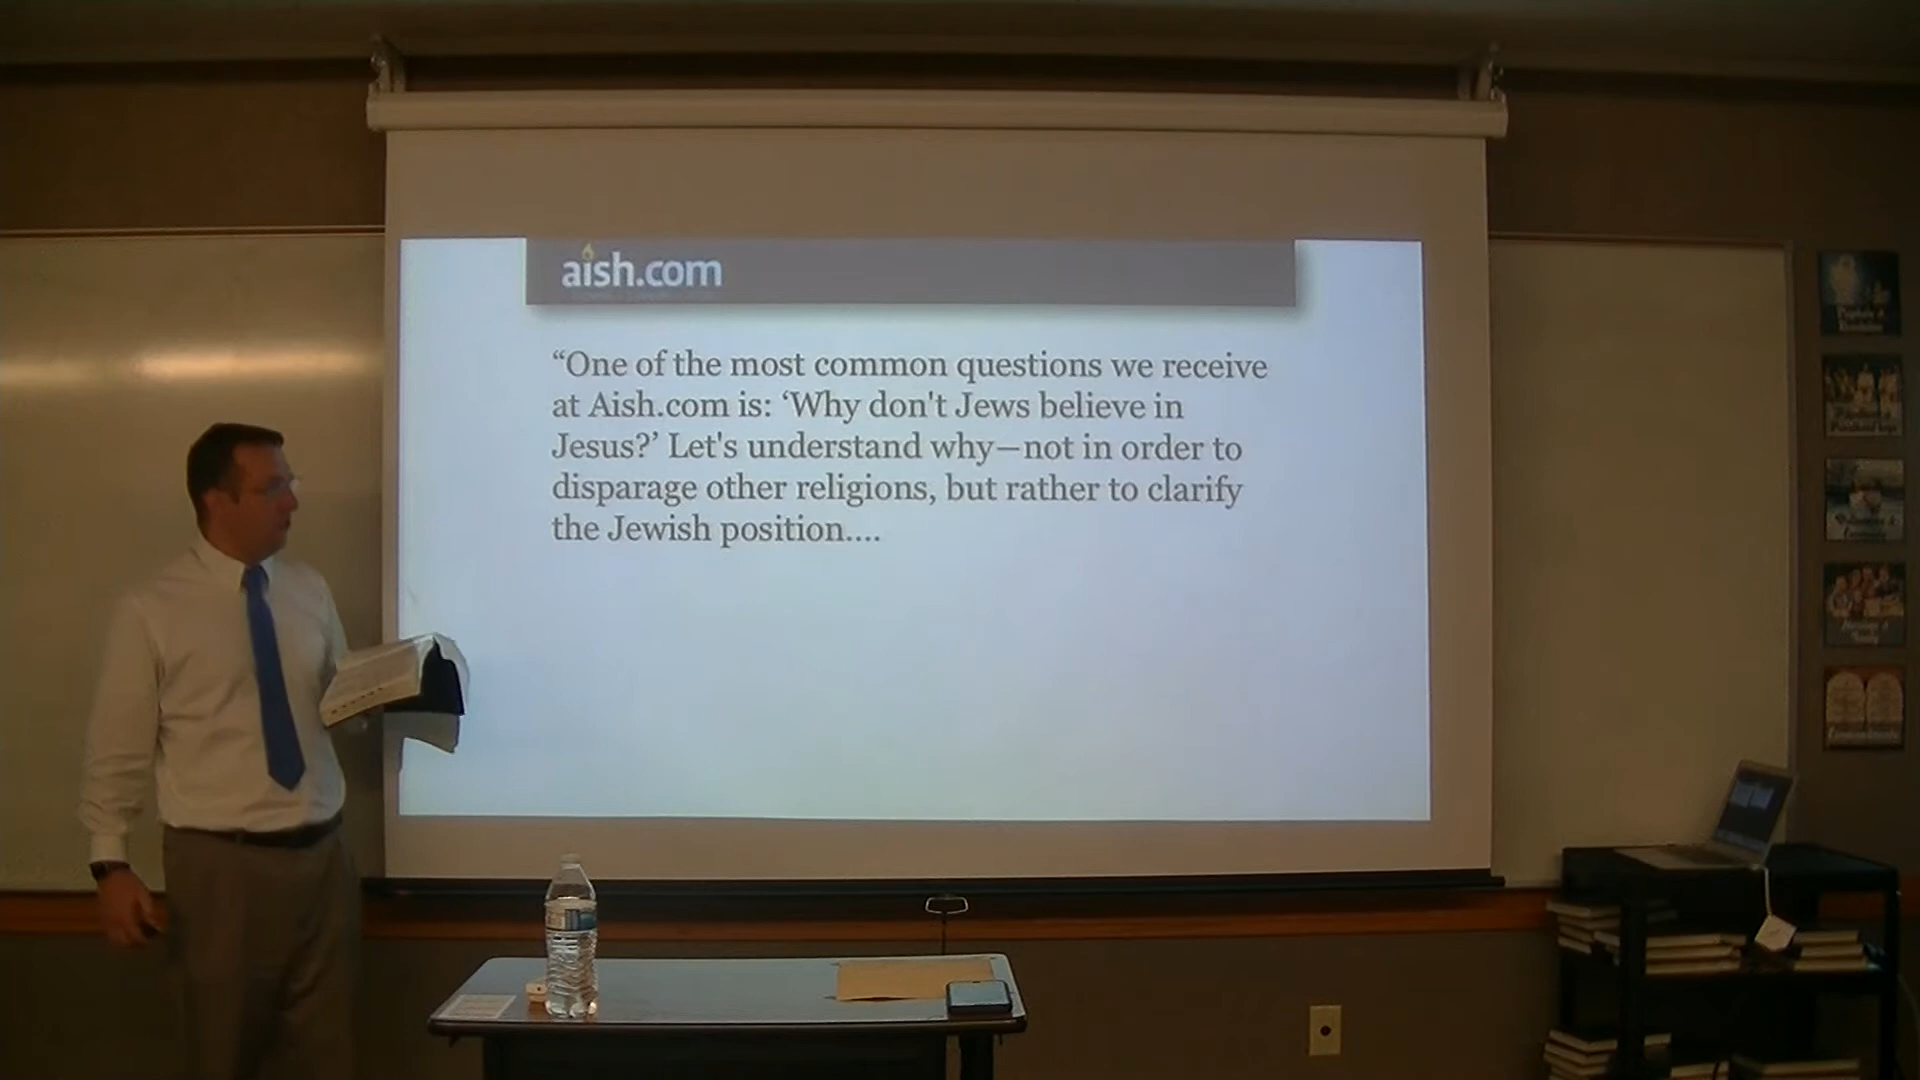 aish.com
“One of the most common questions we receive
at Aish.com is: ‘Why don't Jews believe in
Jesus?’ Let's understand why—not in order to
disparage other religions, but rather to clarify
the Jewish position....